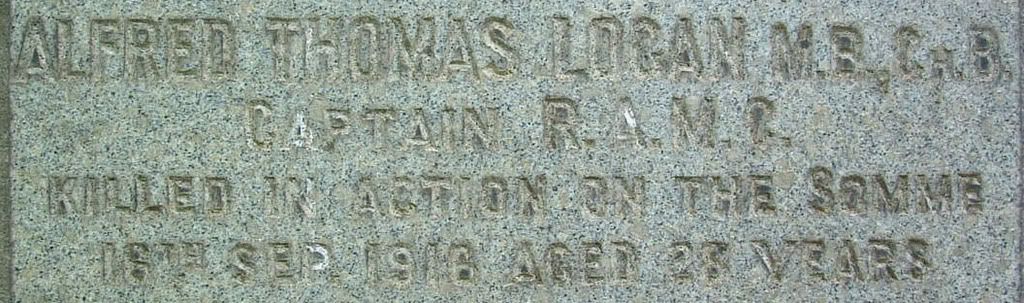 ALFRED THOMAS LOGAN M.B., CH.B.
CAPTAIN R.A.M.C.
KILLED IN ACTION ON THE SOMME
SEP. 1916 AGED YEARS